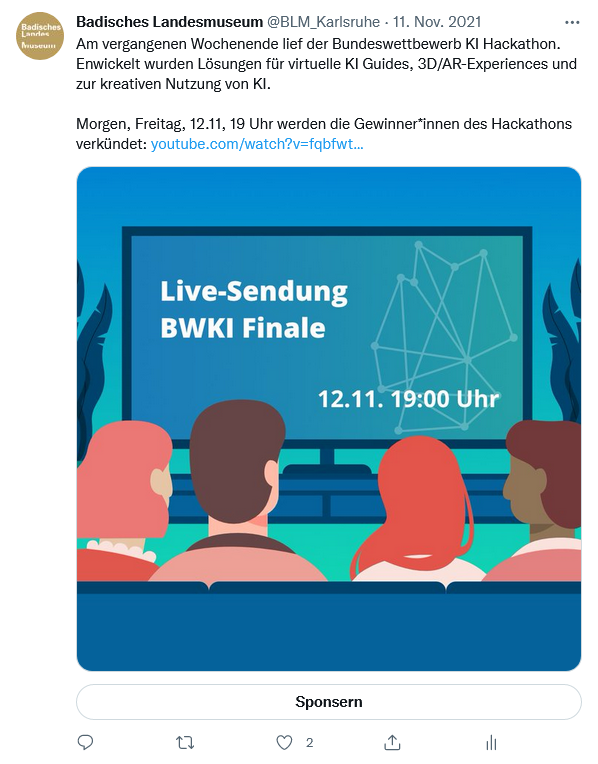 Badisches Landesmuseum @BLM_Karlsruhe · 11. Nov. 2021
Badisches
Landes
Museum
Am vergangenen Wochenende lief der Bundeswettbewerb KI Hackathon.
Enwickelt wurden Lösungen für virtuelle KI Guides, 3D/AR-Experiences und
zur kreativen Nutzung von KI.
Morgen, Freitag, 12.11, 19 Uhr werden die Gewinner*innen des Hackathons
verkündet: youtube.com/watch?v=fqbfwt...
Live-Sendung
BWKI Finale
12.11. 19:00 Uhr
Sponsern
2